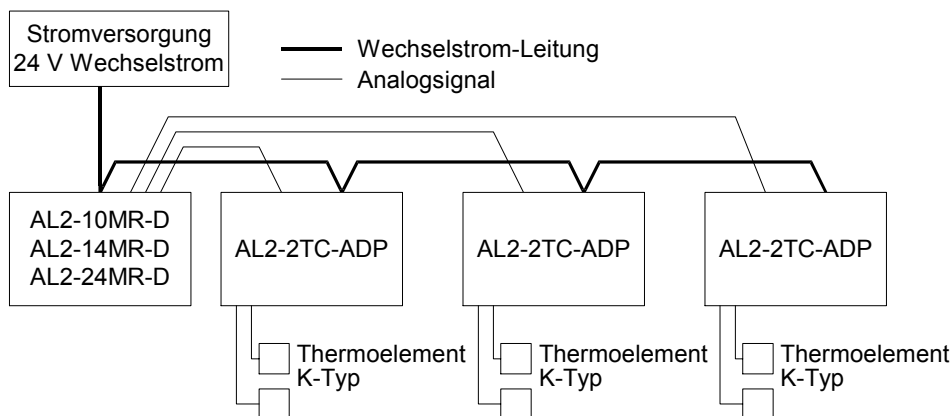 Stromversorgung
24 V Wechselstrom
Wechselstrom-Leitung
Analogsignal
AL2-10MR-D
AL2-14MR-D
AL2-24MR-D
AL2-2TC-ADP
AL2-2TC-ADP
AL2-2TC-ADP
Thermoelement
K-Typ
Thermoelement
K-Typ
Thermoelement
K-Typ